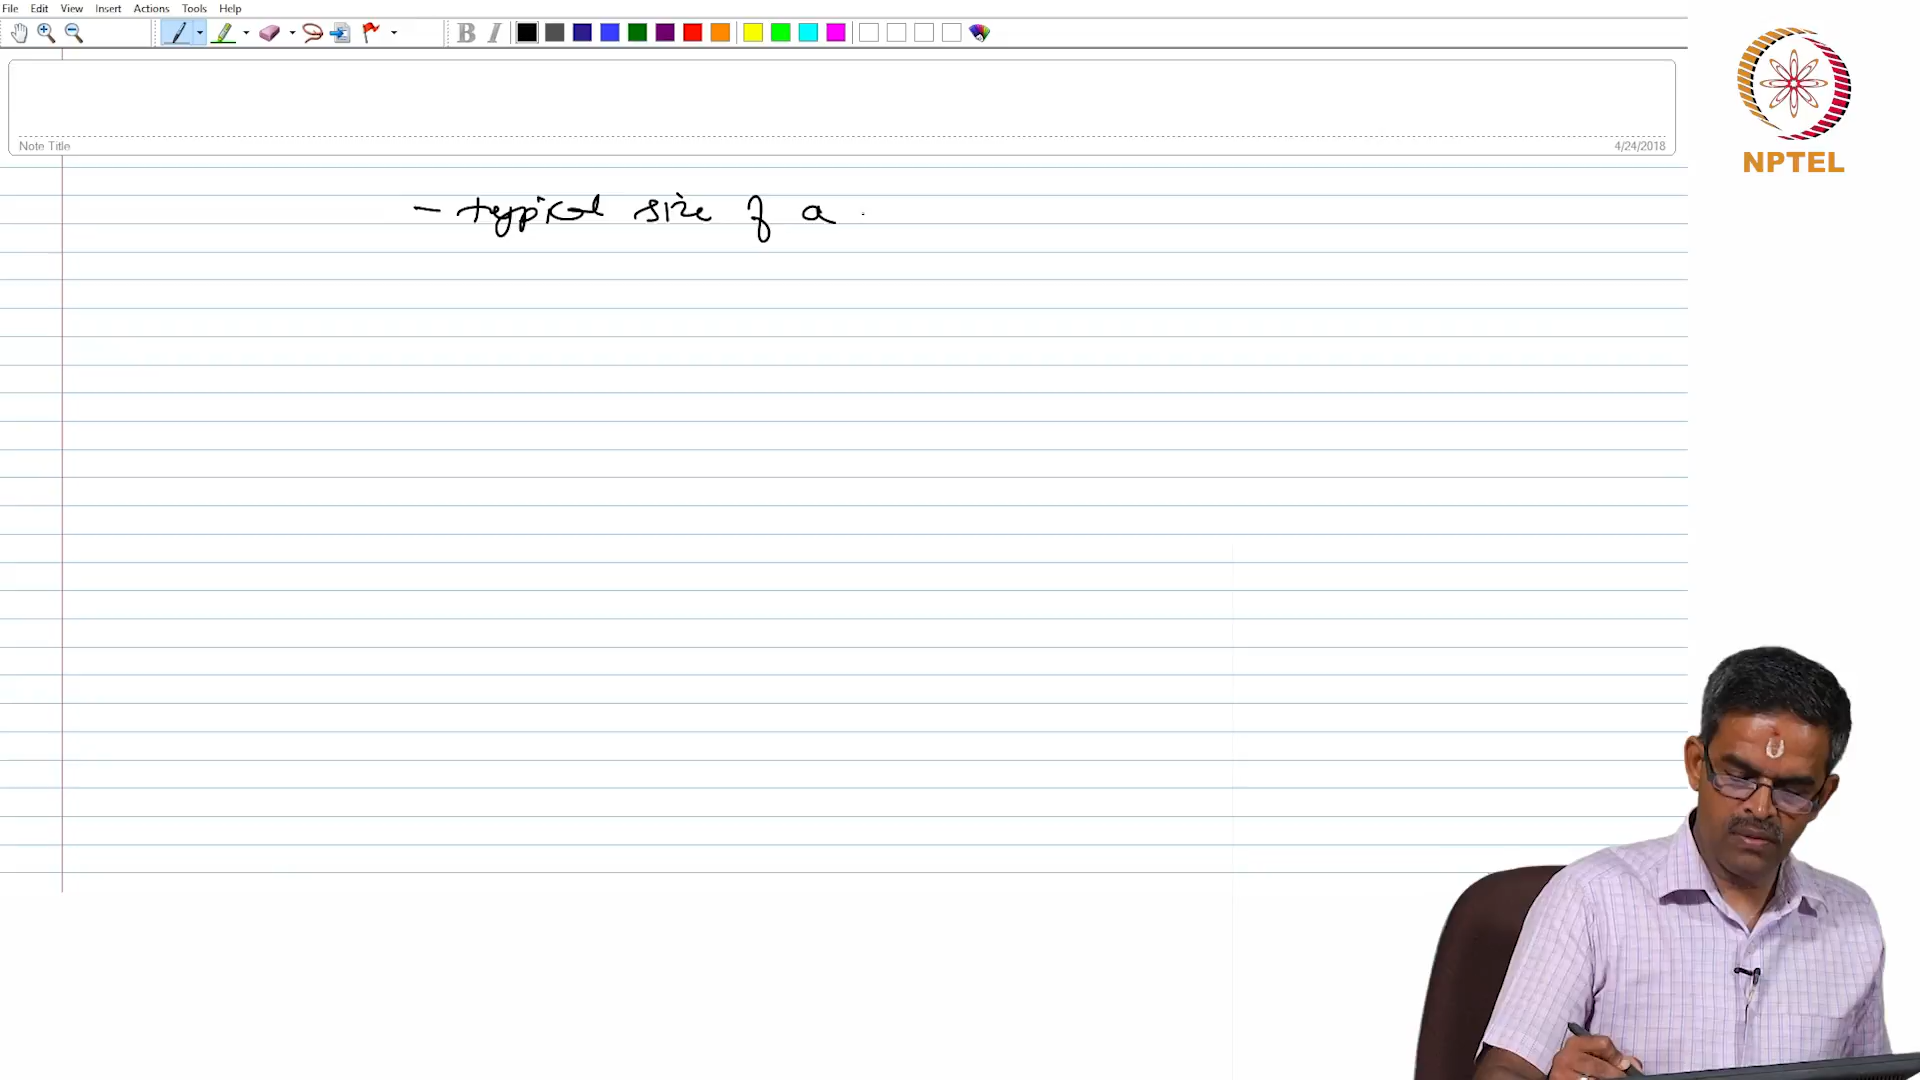 File Edit View Insert Actions Tools Help
B I
NPTEL
Note Title 4/24/2018
- typical size of a